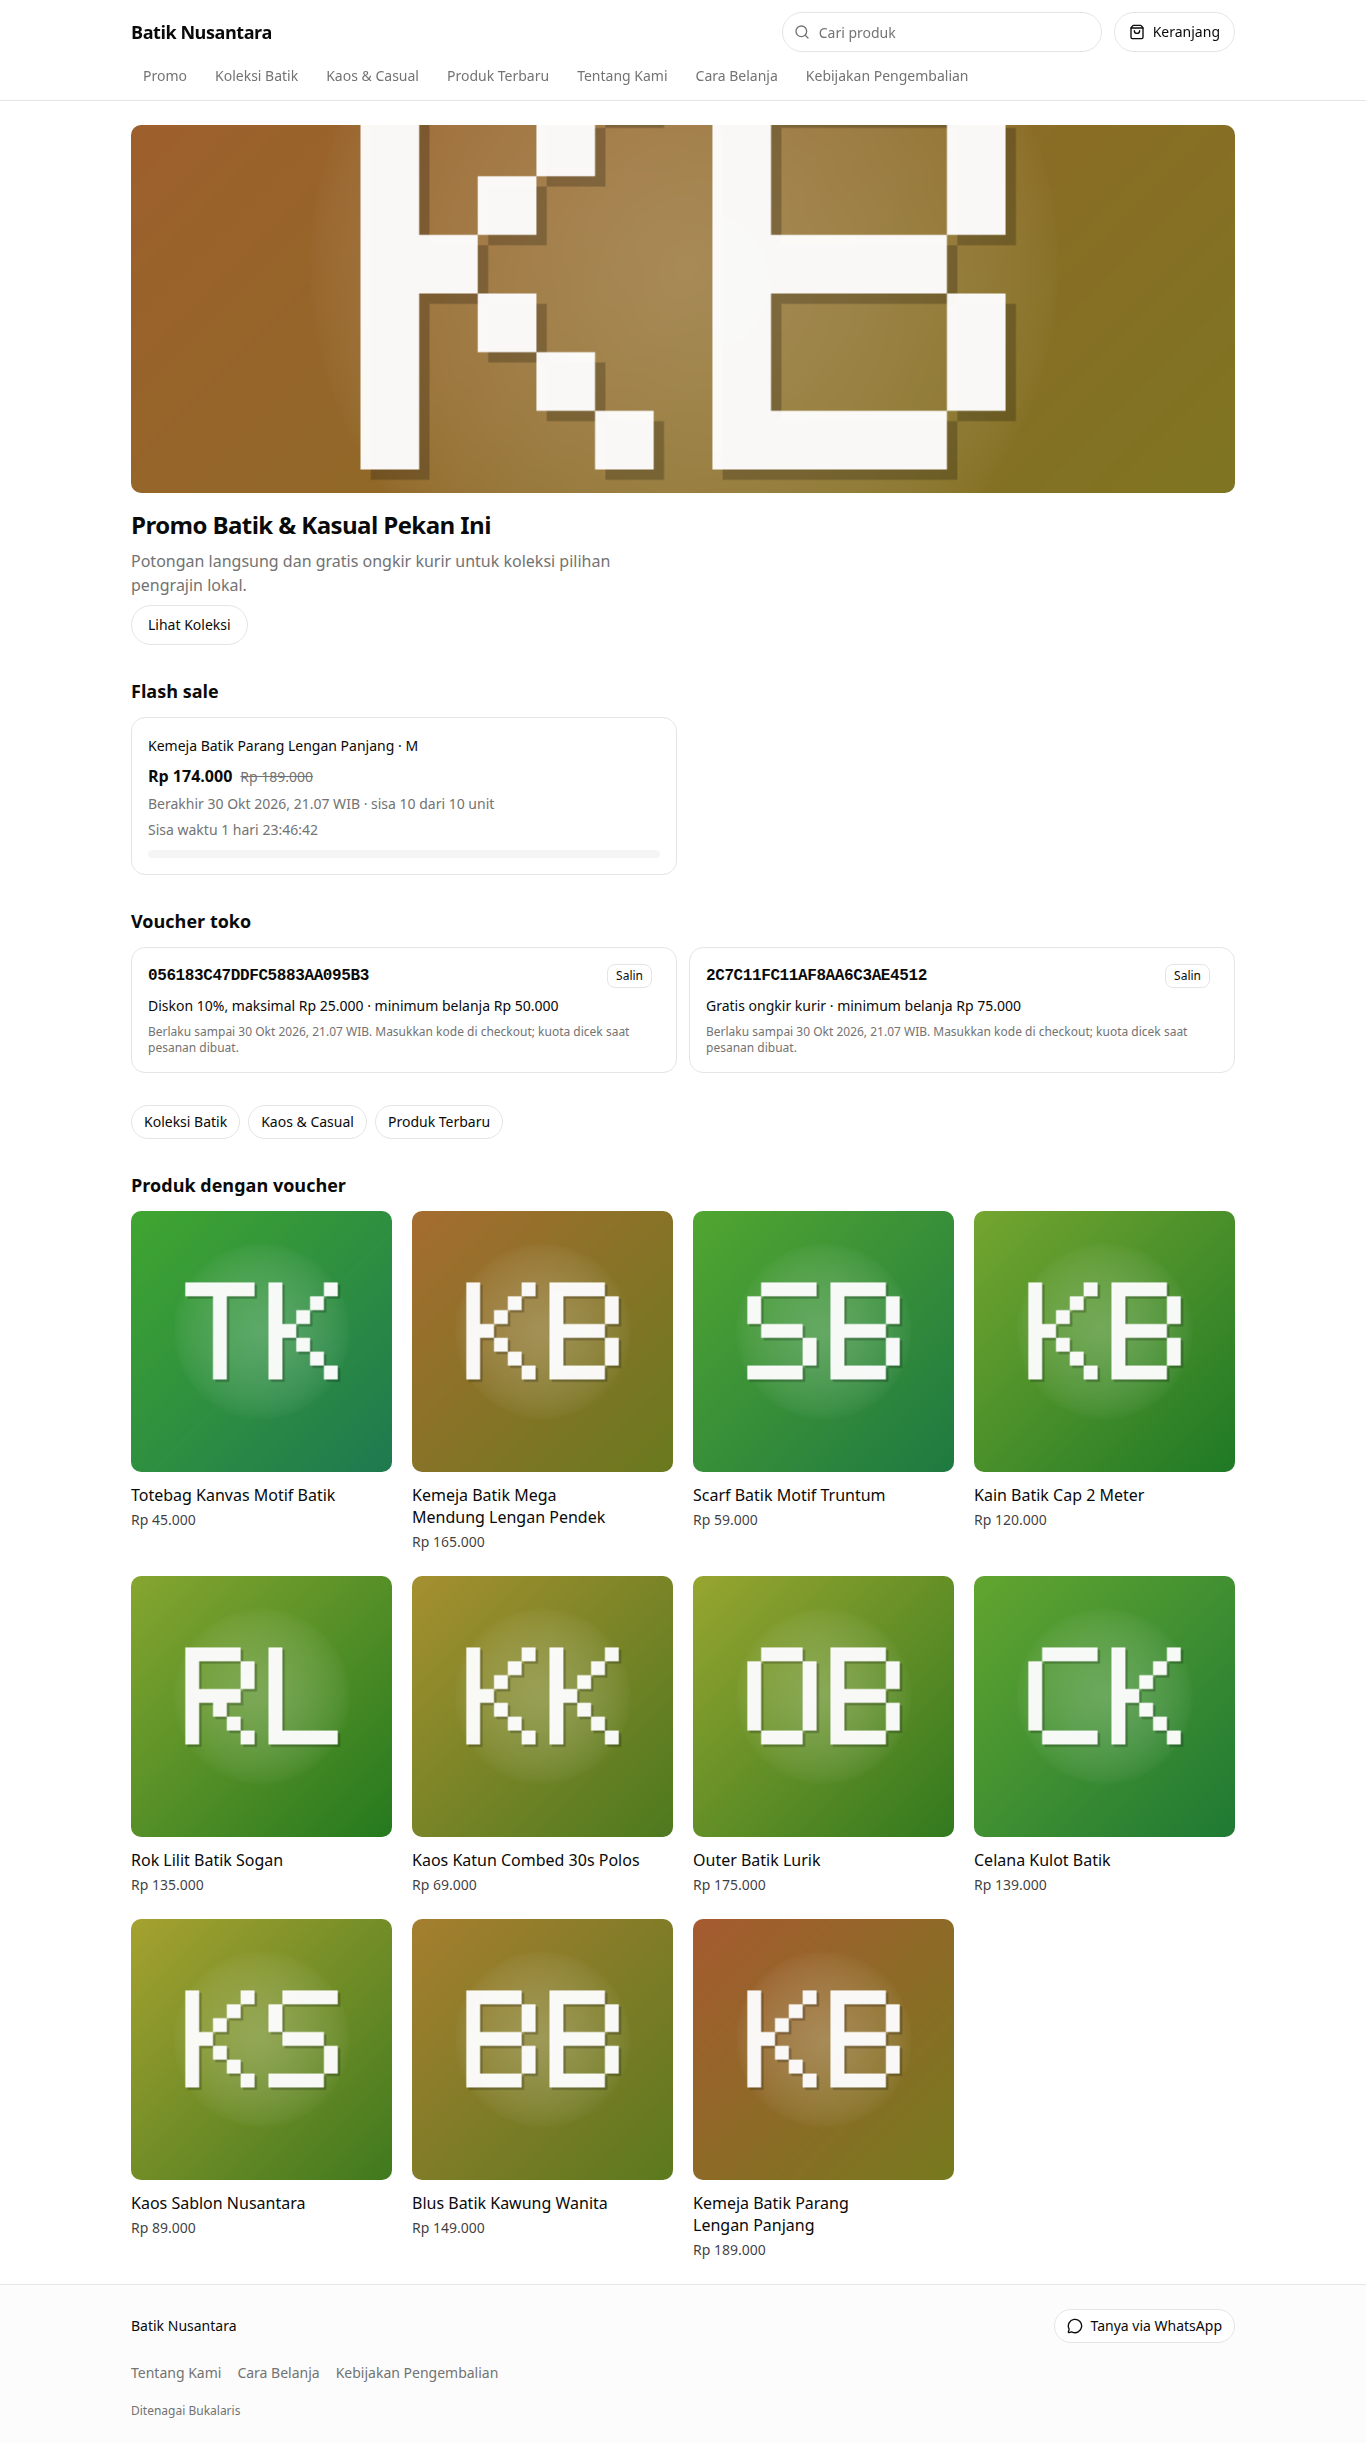 Batik Nusantara
Cari produk
Keranjang
Promo
Koleksi Batik
Kaos & Casual
Produk Terbaru
Tentang Kami
Cara Belanja
Kebijakan Pengembalian
KB
Promo Batik & Kasual Pekan Ini
Potongan langsung dan gratis ongkir kurir untuk koleksi pilihan
pengrajin lokal.
Lihat Koleksi
Flash sale
Kemeja Batik Parang Lengan Panjang · M
Rp 174.000 Rp 189.000
Berakhir 30 Okt 2026, 21.07 WIB · sisa 10 dari 10 unit
Sisa waktu 1 hari 23:46:42
Voucher toko
056183C47DDFC5883AA095B3
Salin
Diskon 10%, maksimal Rp 25.000 · minimum belanja Rp 50.000
Berlaku sampai 30 Okt 2026, 21.07 WIB. Masukkan kode di checkout; kuota dicek saat
pesanan dibuat.
2C7C11FC11AF8AA6C3AE4512
Salin
Gratis ongkir kurir · minimum belanja Rp 75.000
Berlaku sampai 30 Okt 2026, 21.07 WIB. Masukkan kode di checkout; kuota dicek saat
pesanan dibuat.
Koleksi Batik
Kaos & Casual
Produk Terbaru
Produk dengan voucher
TK
Totebag Kanvas Motif Batik
Rp 45.000
KB
Kemeja Batik Mega
Mendung Lengan Pendek
Rp 165.000
SB
Scarf Batik Motif Truntum
Rp 59.000
KB
Kain Batik Cap 2 Meter
Rp 120.000
RL
Rok Lilit Batik Sogan
Rp 135.000
KK
Kaos Katun Combed 30s Polos
Rp 69.000
OB
Outer Batik Lurik
Rp 175.000
CK
Celana Kulot Batik
Rp 139.000
KS
Kaos Sablon Nusantara
Rp 89.000
BB
Blus Batik Kawung Wanita
Rp 149.000
KB
Kemeja Batik Parang
Lengan Panjang
Rp 189.000
Batik Nusantara
Tanya via WhatsApp
Tentang Kami
Cara Belanja
Kebijakan Pengembalian
Ditenagai Bukalaris